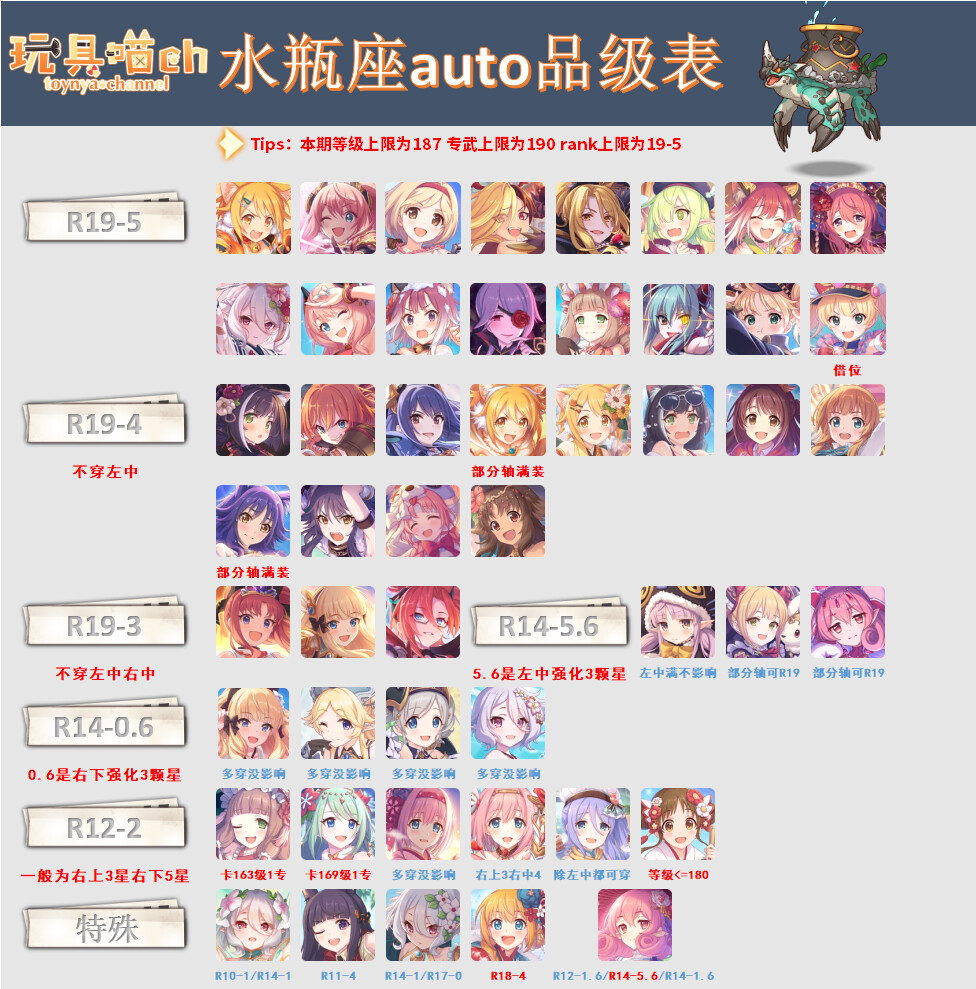 玩具喵ch
toynya·channel
水瓶座auto品级表
Tips：本期等级上限为187 专武上限为190 rank上限为19-5
R19-5
借位
R19-4
不穿左中
部分轴满装
部分轴满装
R19-3
不穿左中右中
R14-5.6
5.6是左中强化3颗星
左中满不影响
部分轴可R19
部分轴可R19
R14-0.6
0.6是右下强化3颗星
多穿没影响
多穿没影响
多穿没影响
多穿没影响
R12-2
一般为右上3星右下5星
卡163级1专
卡169级1专
多穿没影响
右上3右中4
除左中都可穿
等级<=180
特殊
R10-1/R14-1
R11-4
R14-1/R17-0
R18-4
R12-1.6/R14-5.6/R14-1.6